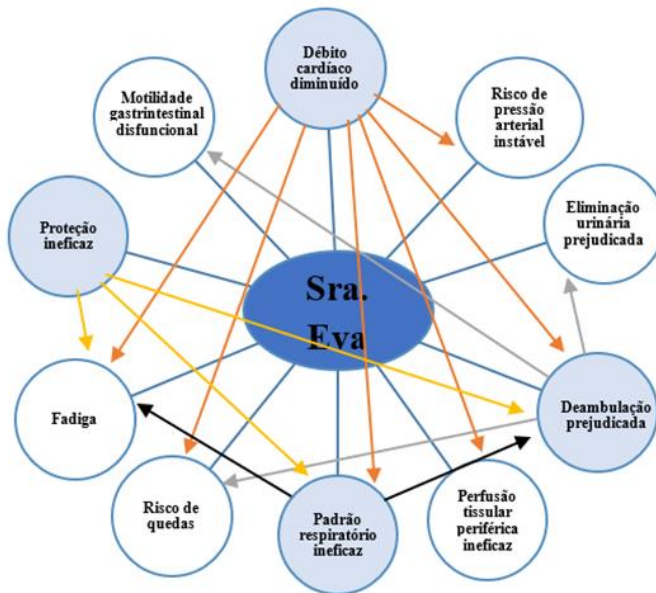 Débito
cardíaco
diminuído
Motilidade
gastrintestinal
disfuncional
Risco de
pressão
arterial
instável
Proteção
ineficaz
Eliminação
urinária
prejudicada
Sra.
Eva
Fadiga
Deambulação
prejudicada
Risco de
quedas
Padrão
respiratório
ineficaz
Perfusão
tissular
periférica
ineficaz